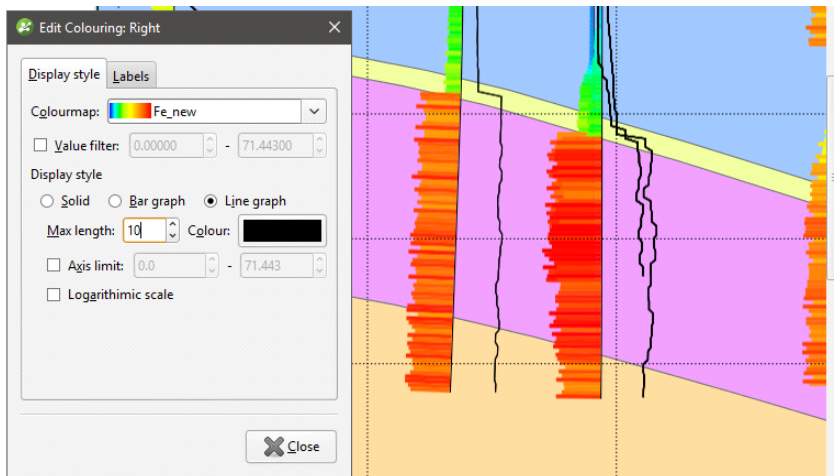 Edit Colouring: Right
Display style Labels
Colourmap: Fe_new
Value filter: 0.00000 - 71.44300
Display style
Solid Bar graph Line graph
Max length: 10 Colour:
Axis limit: 0.0 - 71.443
Logarithimic scale
Close